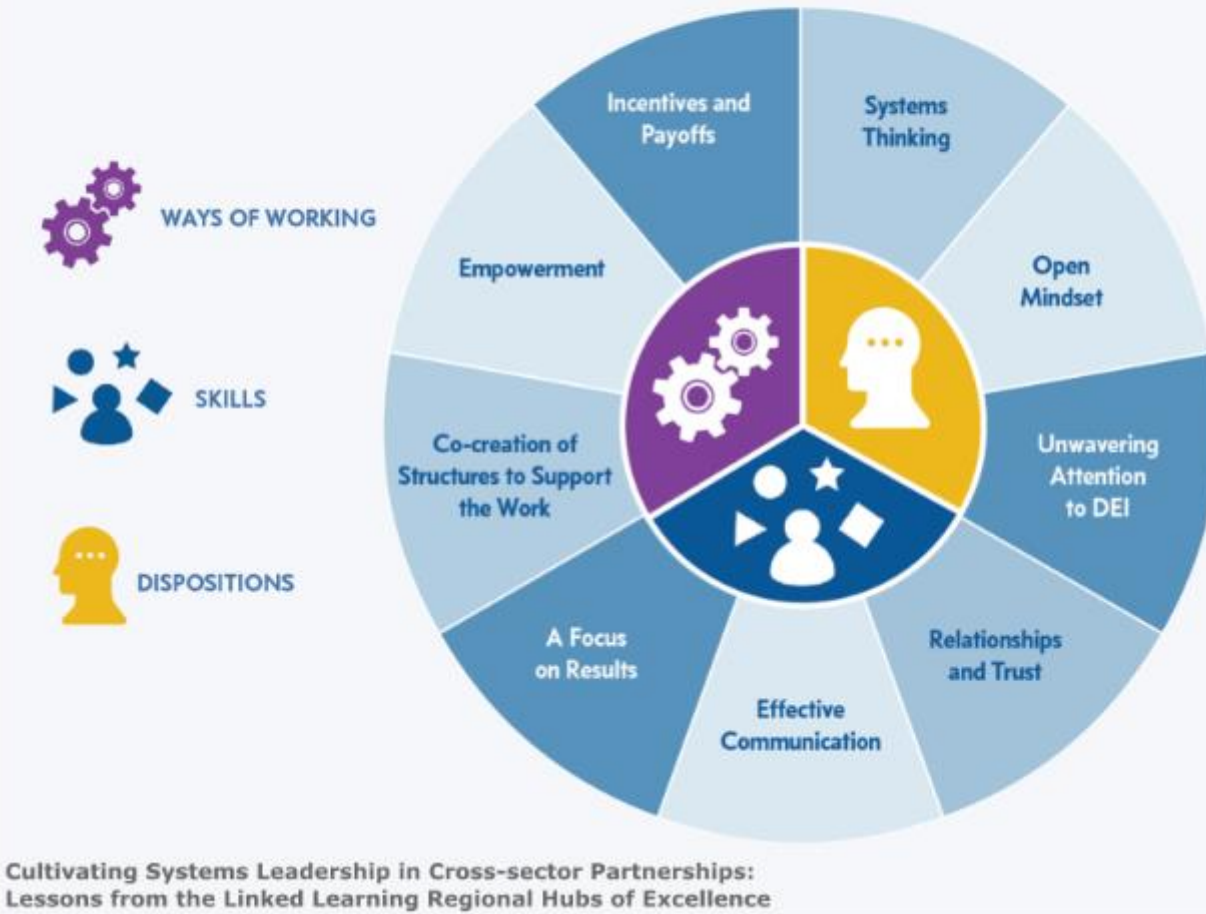 WAYS OF WORKING
SKILLS
DISPOSITIONS
Incentives and
Payoffs
Systems
Thinking
Open
Mindset
Unwavering
Attention
to DEI
Relationships
and Trust
Effective
Communication
A Focus
on Results
Co-creation of
Structures to Support
the Work
Empowerment
Cultivating Systems Leadership in Cross-sector Partnerships:
Lessons from the Linked Learning Regional Hubs of Excellence